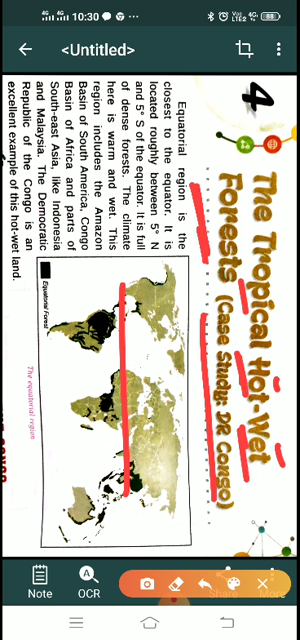 10:30
<Untitled>
4
The Tropical Hot-Wet
Forests (Case Study: DR Congo)
Equatorial region is the
closest to the equator. It is
located roughly between 5° N
and 5° S of the equator. It is full
of dense forests. The climate
here is warm and wet. This
region includes the Amazon
Basin of South America, Congo
Basin of Africa and parts of
South-east Asia like Indonesia
and Malaysia. The Democratic
Republic of the Congo is an
excellent example of this hot-wet land.
Equatorial Forest
The equatorial region
Note
OCR
Share
More